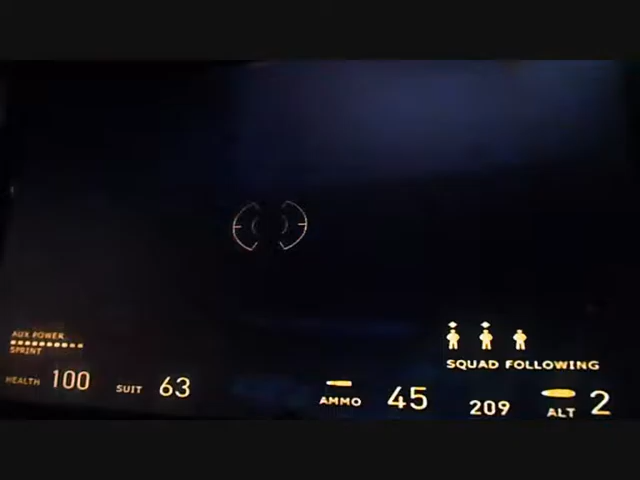 AUX POWER
SPRINT
HEALTH 100 SUIT 63
SQUAD FOLLOWING
AMMO 45 209 ALT 2